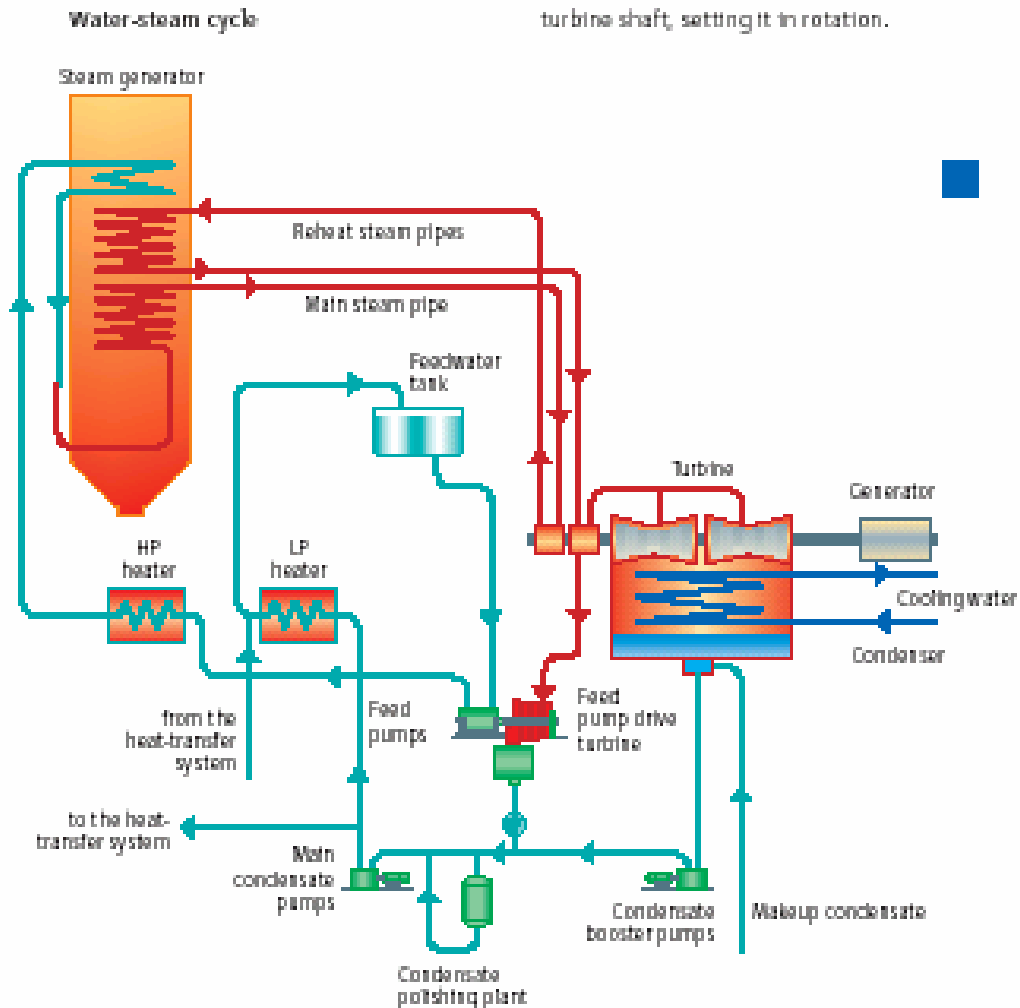 Water-steam cycle
turbine shaft, setting it in rotation.
Steam generator
Reheat steam pipes
Main steam pipe
Feedwater
tank
Turbine
Generator
HP
heater
LP
heater
Cooling water
Condenser
from the
heat-transfer
system
Feed
pumps
Feed
pump drive
turbine
to the heat-
transfer system
Main
condensate
pumps
Condensate
booster pumps
Makeup condensate
Condensate
polishing plant